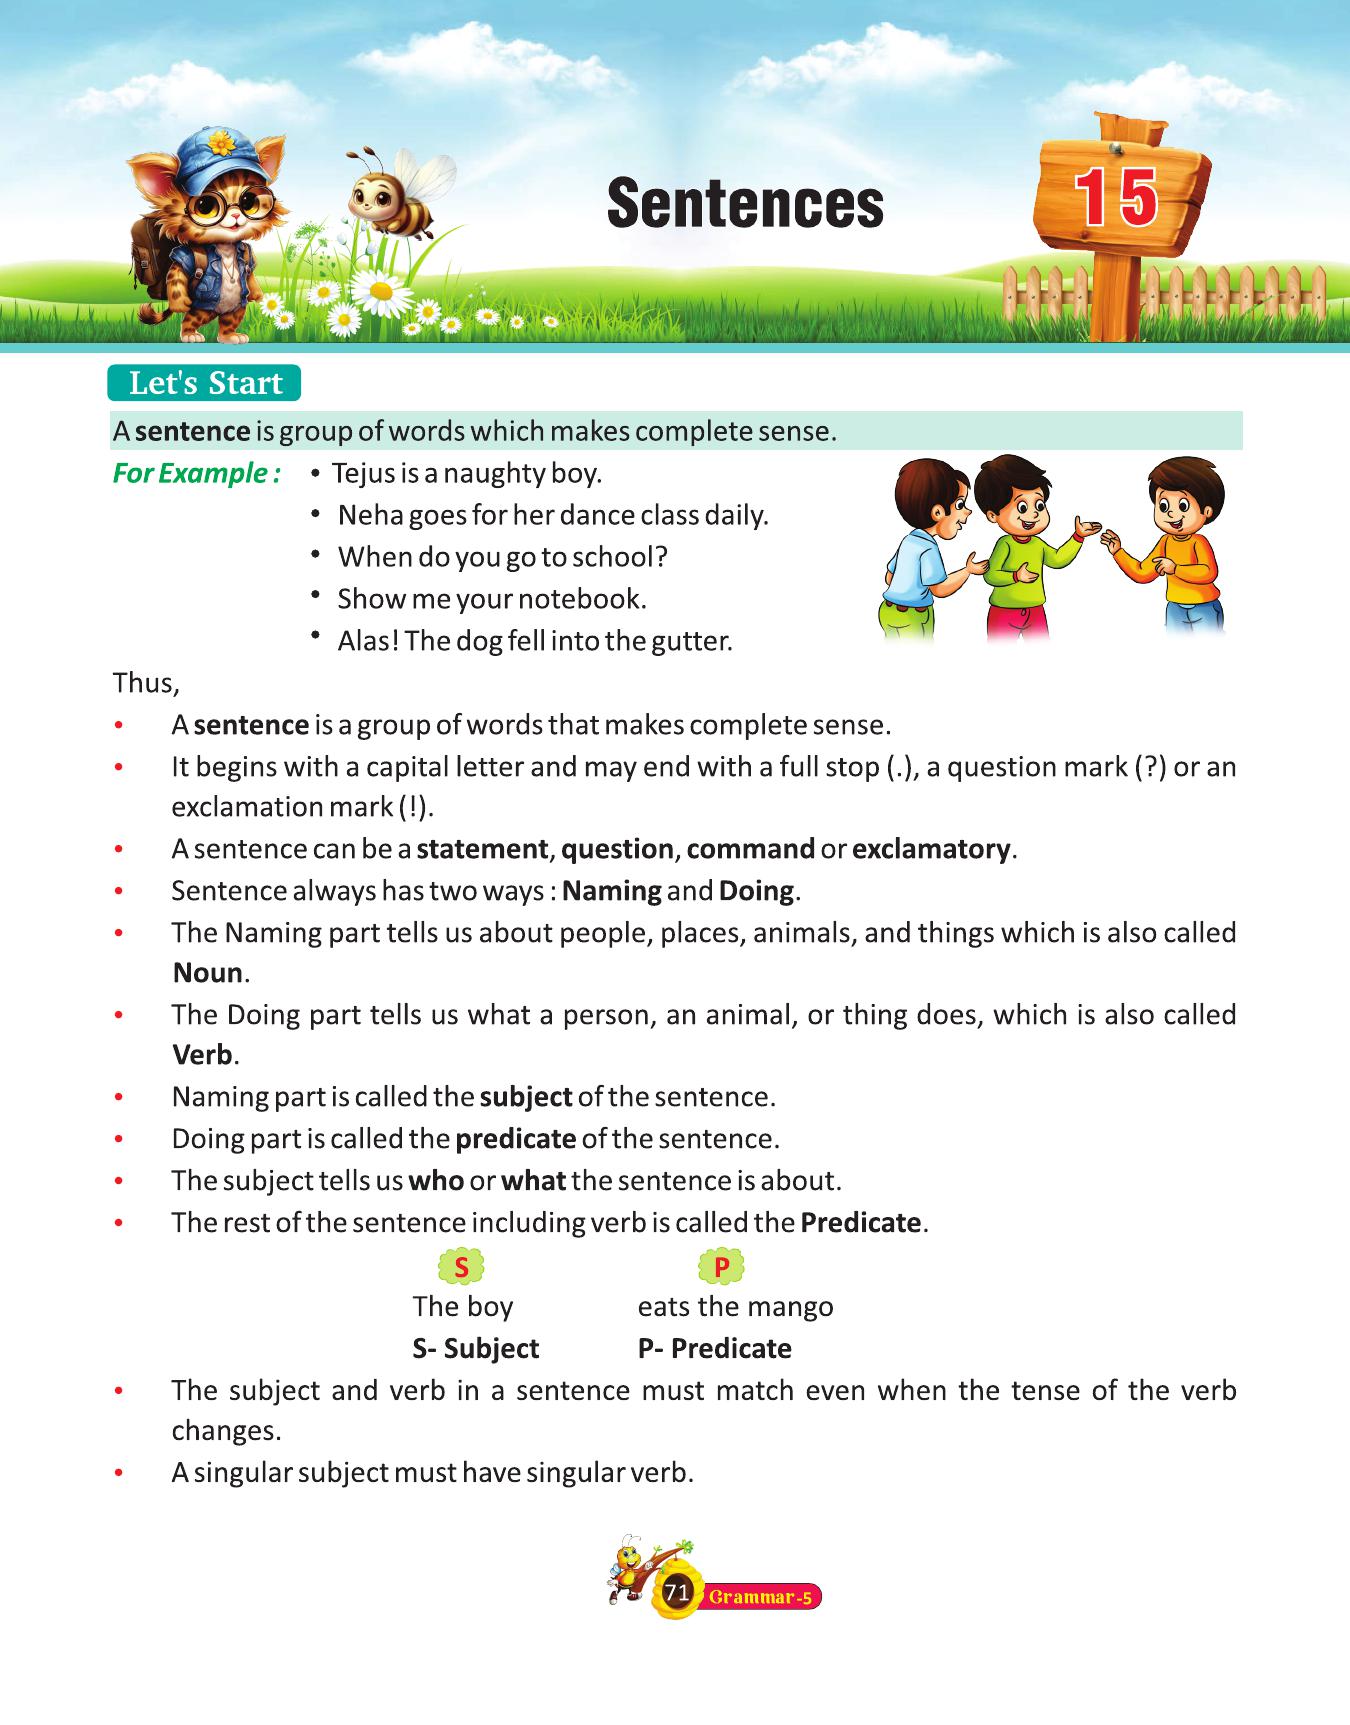 Sentences
15
Let's Start
A sentence is group of words which makes complete sense.
For Example :
• Tejus is a naughty boy.
• Neha goes for her dance class daily.
• When do you go to school?
• Show me your notebook.
• Alas! The dog fell into the gutter.
Thus,
• A sentence is a group of words that makes complete sense.
• It begins with a capital letter and may end with a full stop (.), a question mark (?) or an
exclamation mark (!).
• A sentence can be a statement, question, command or exclamatory.
• Sentence always has two ways : Naming and Doing.
• The Naming part tells us about people, places, animals, and things which is also called
Noun.
• The Doing part tells us what a person, an animal, or thing does, which is also called
Verb.
• Naming part is called the subject of the sentence.
• Doing part is called the predicate of the sentence.
• The subject tells us who or what the sentence is about.
• The rest of the sentence including verb is called the Predicate.
S P
The boy eats the mango
S- Subject P- Predicate
• The subject and verb in a sentence must match even when the tense of the verb
changes.
• A singular subject must have singular verb.
71 Grammar-5